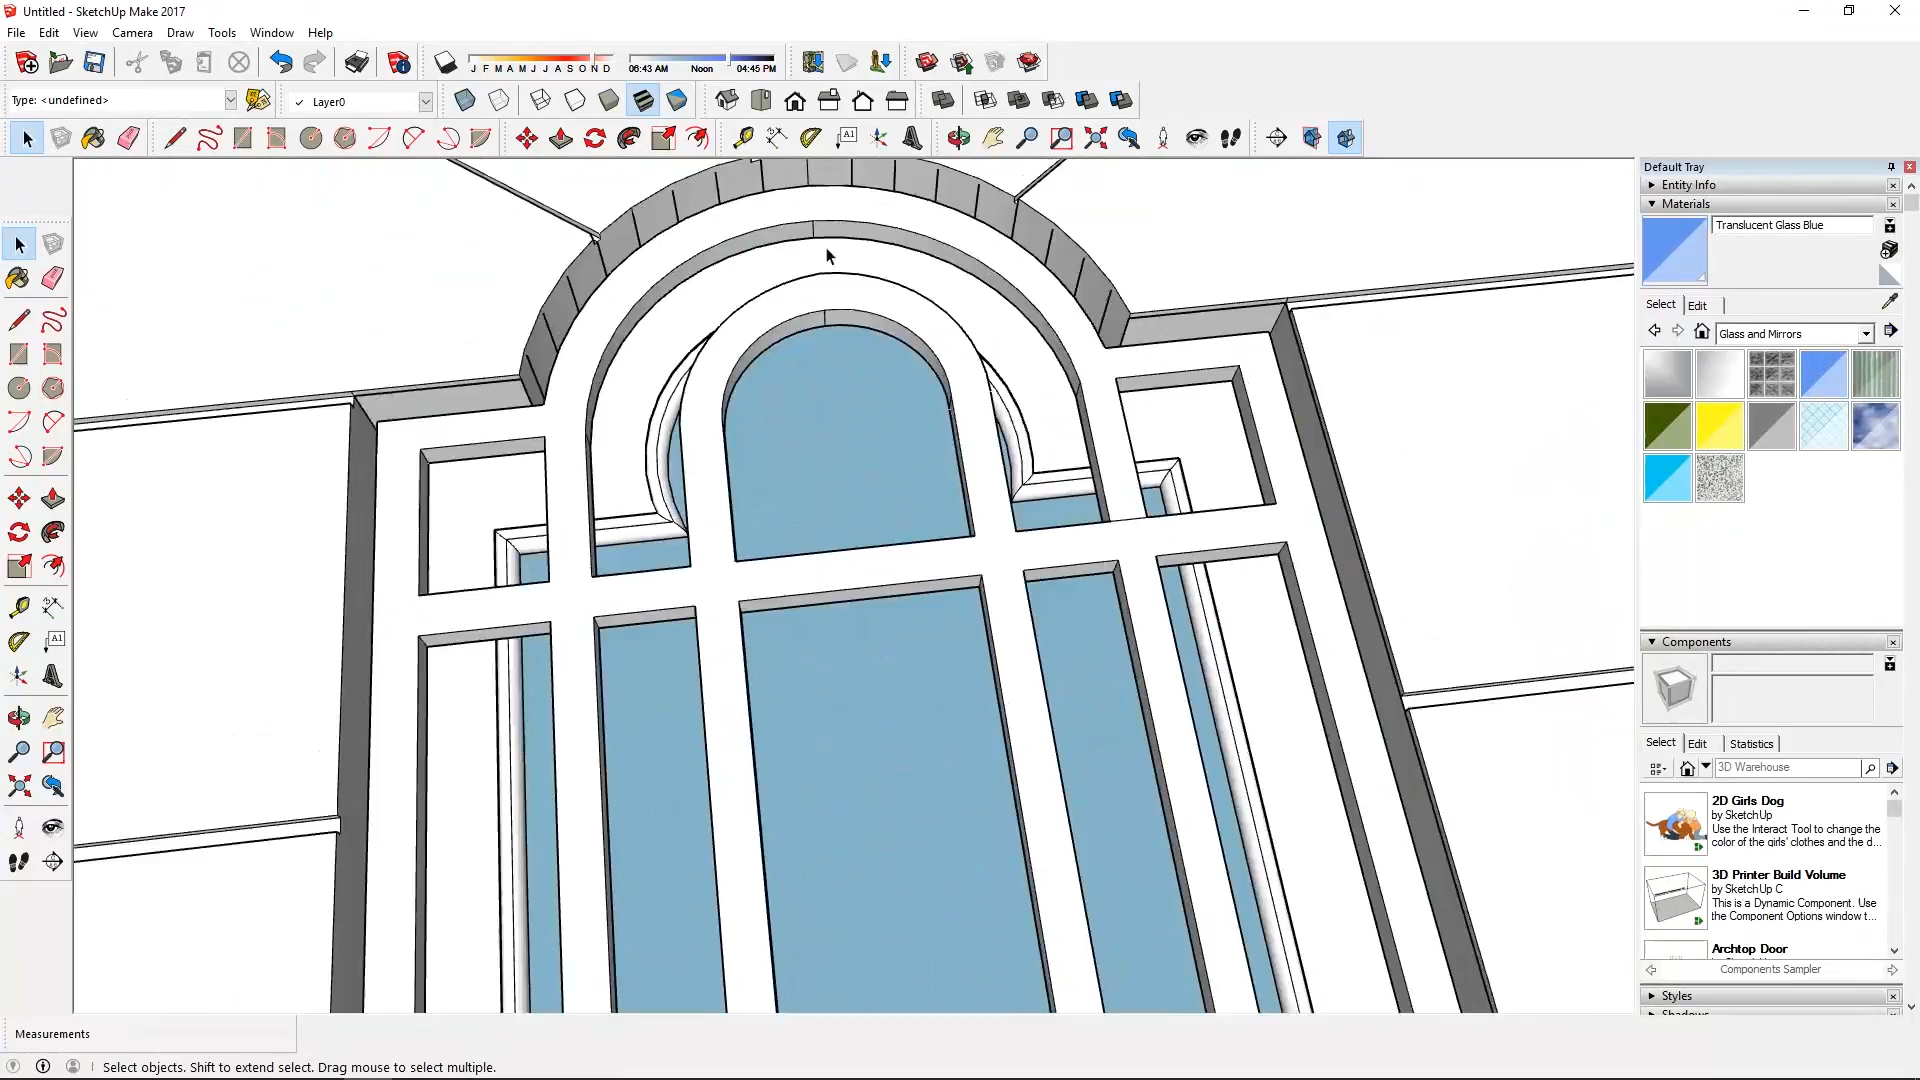 Untitled - SketchUp Make 2017
File Edit View Camera Draw Tools Window Help
J F M A M J J A S O N D
06:43 AM Noon 04:45 PM
Type: <undefined>
Layer0
A1
Default Tray
Entity Info
Materials
Translucent Glass Blue
Select Edit
Glass and Mirrors
A1
Components
Select Edit Statistics
3D Warehouse
2D Girls Dog
by SketchUp
Use the Interact Tool to change the
color of the girls' clothes and the d...
3D Printer Build Volume
by SketchUp C
This is a Dynamic Component. Use
the Component Options window t...
Archtop Door
Components Sampler
Styles
Shadows
Measurements
Select objects. Shift to extend select. Drag mouse to select multiple.